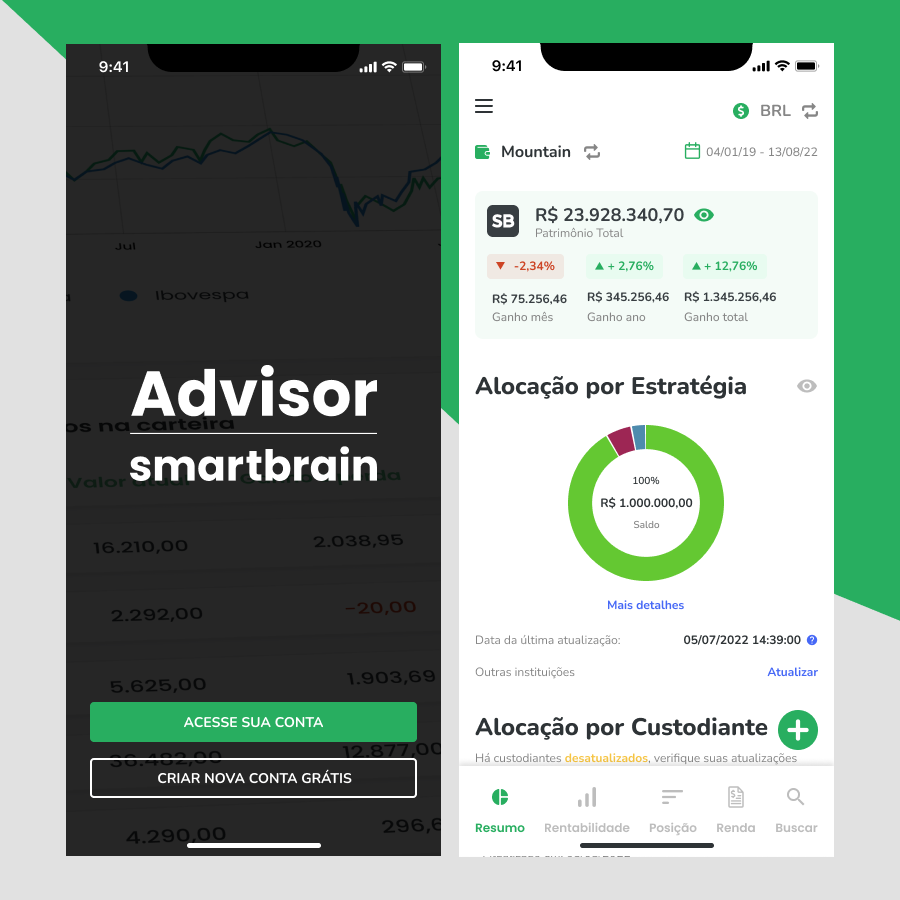 9:41
Jul
Jan 2020
Ibovespa
Advisor
os na carteira
smartbrain
Valor atual
16.210,00 2.038,95
2.292,00 -20,00
5.625,00 1.903,69
ACESSE SUA CONTA
36.482,00 12.877,00
CRIAR NOVA CONTA GRÁTIS
4.290,00 296,6
9:41
BRL
Mountain 04/01/19 - 13/08/22
SB R$ 23.928.340,70
Patrimônio Total
-2,34% + 2,76% + 12,76%
R$ 75.256,46 R$ 345.256,46 R$ 1.345.256,46
Ganho mês Ganho ano Ganho total
Alocação por Estratégia
100%
R$ 1.000.000,00
Saldo
Mais detalhes
Data da última atualização: 05/07/2022 14:39:00 ?
Outras instituições Atualizar
Alocação por Custodiante
Há custodiantes desatualizados, verifique suas atualizações
Resumo Rentabilidade Posição Renda Buscar